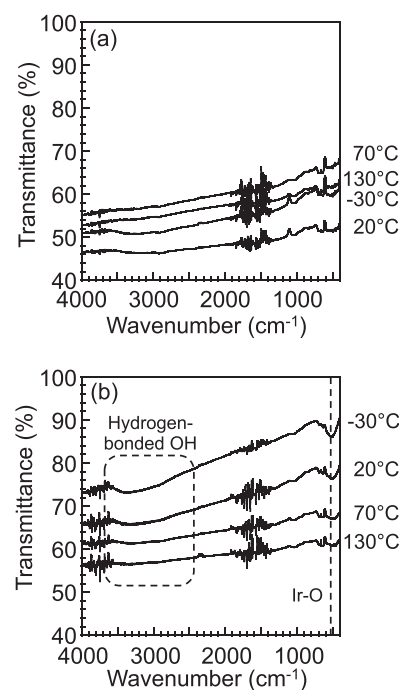 (a)
100
90
80
70
60
50
40
Transmittance (%)
70°C
130°C
-30°C
20°C
4000 3000 2000 1000
Wavenumber (cm-1)
(b)
100
90
80
70
60
50
40
Transmittance (%)
Hydrogen-
bonded OH
-30°C
20°C
70°C
130°C
Ir-O
4000 3000 2000 1000
Wavenumber (cm-1)